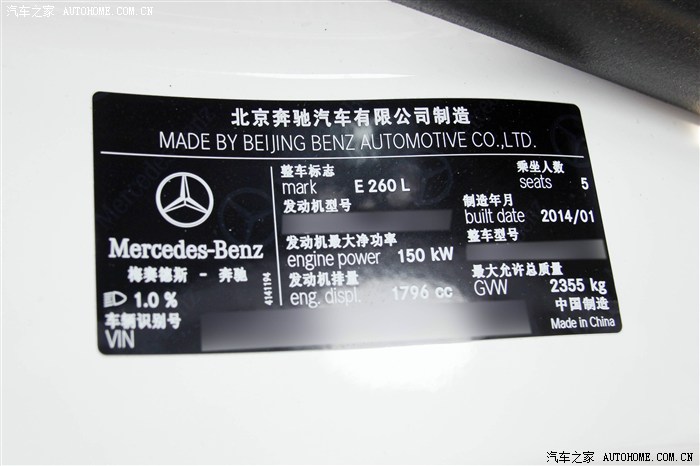 汽车之家 AUTOHOME.COM.CN
北京奔驰汽车有限公司制造
MADE BY BEIJING BENZ AUTOMOTIVE CO.,LTD.
整车标志 乘坐人数
mark E 260 L seats 5
发动机型号 制造年月
built date 2014/01
发动机最大净功率 整车型号
Mercedes-Benz engine power 150 kW
梅赛德斯 - 奔驰 发动机排量 最大允许总质量
1.0 % 4141194 eng. displ. 1796 cc GVW 2355 kg
车辆识别号 中国制造
VIN Made in China
汽车之家 AUTOHOME.COM.CN